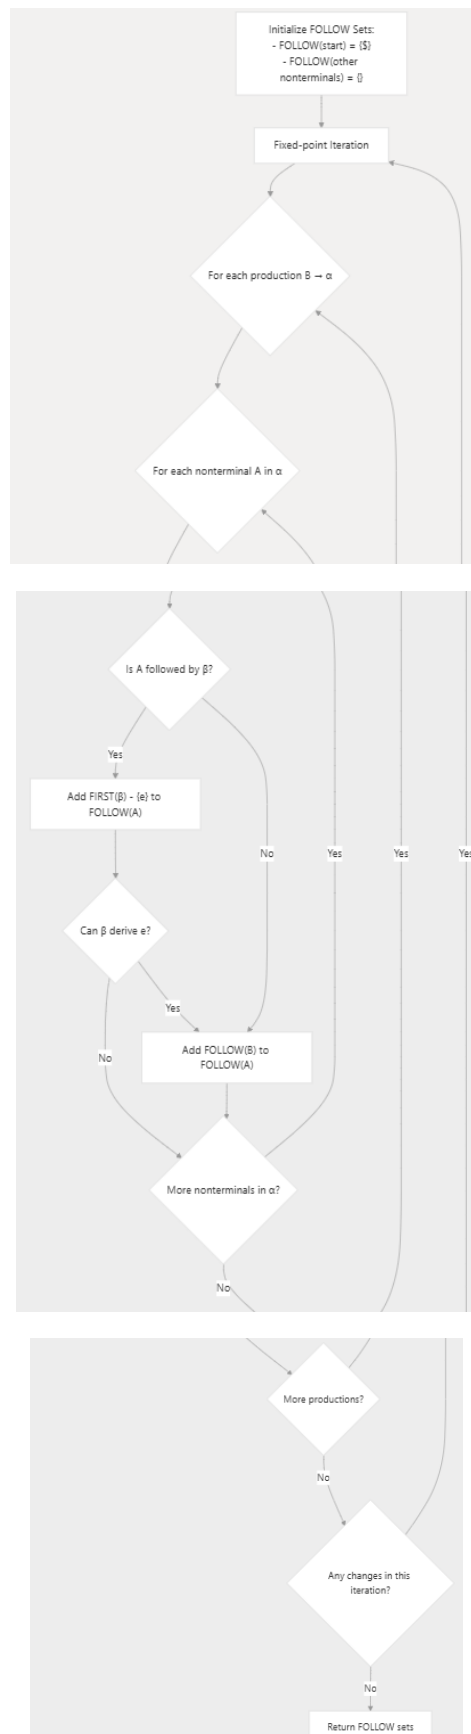 Initialize FOLLOW Sets:
- FOLLOW(start) = {$}
- FOLLOW(other
nonterminals) = {}
Fixed-point Iteration
For each production B → α
For each nonterminal A in α
Is A followed by β?
Yes
Add FIRST(β) - {e} to
FOLLOW(A)
No
Yes
Yes
Yes
Can β derive e?
Yes
No
Add FOLLOW(B) to
FOLLOW(A)
More nonterminals in α?
No
More productions?
No
Any changes in this
iteration?
No
Return FOLLOW sets